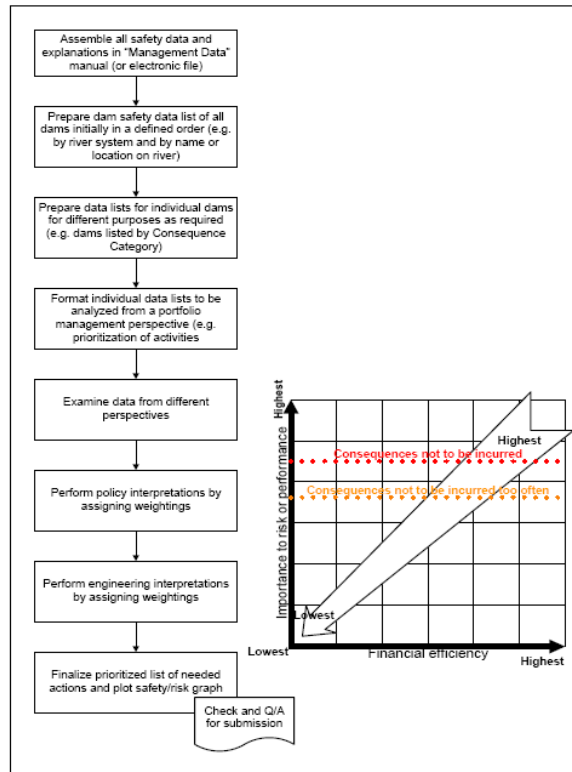 Assemble all safety data and
explanations in “Management Data”
manual (or electronic file)
Prepare dam safety data list of all
dams initially in a defined order (e.g.
by river system and by name or
location on river)
Prepare data lists for individual dams
for different purposes as required
(e.g. dams listed by Consequence
Category)
Format individual data lists to be
analyzed from a portfolio
management perspective (e.g.
prioritization of activities
Examine data from different
perspectives
Perform policy interpretations by
assigning weightings
Perform engineering interpretations
by assigning weightings
Finalize prioritized list of needed
actions and plot safety/risk graph
Check and Q/A
for submission
Highest
Importance to risk or performance
Highest
Consequences not to be incurred
Consequences not to be incurred too often
Lowest
Lowest
Financial efficiency
Highest